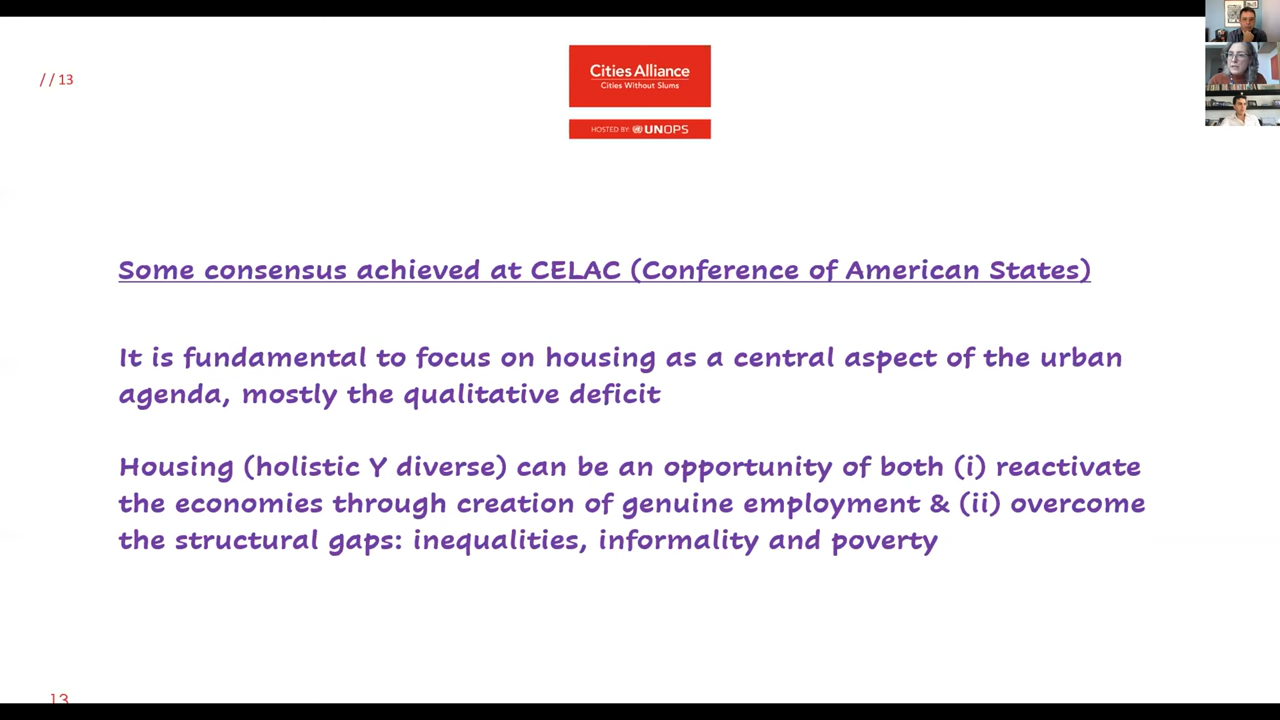 // 13
Cities Alliance
Cities Without Slums
HOSTED BY: UNOPS
Some consensus achieved at CELAC (Conference of American States)
It is fundamental to focus on housing as a central aspect of the urban
agenda, mostly the qualitative deficit
Housing (holistic Y diverse) can be an opportunity of both (i) reactivate
the economies through creation of genuine employment & (ii) overcome
the structural gaps: inequalities, informality and poverty
13